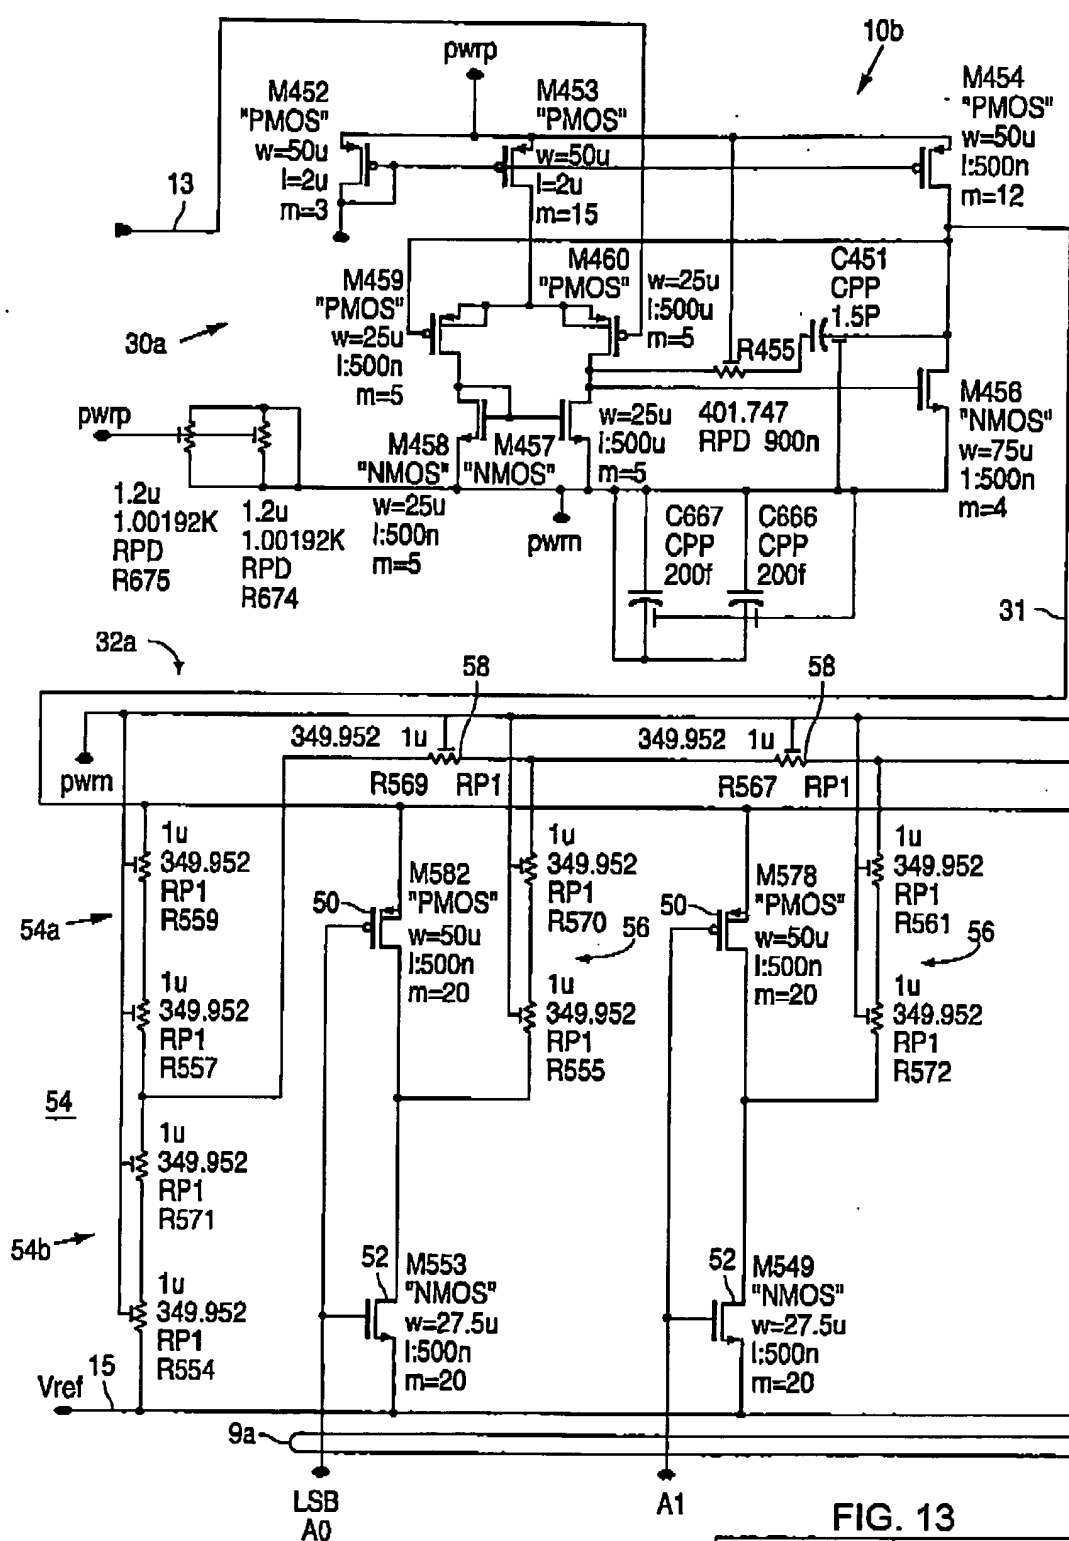 10b
pwrp
M452
"PMOS"
w=50u
l=2u
m=3
M453
"PMOS"
w=50u
l=2u
m=15
M454
"PMOS"
w=50u
l:500n
m=12
13
30a
M459
"PMOS"
w=25u
l:500n
m=5
M460
"PMOS"
w=25u
l:500u
m=5
C451
CPP
1.5P
R455
401.747
RPD 900n
M456
"NMOS"
w=75u
1:500n
m=4
pwrp
1.2u
1.00192K
RPD
R675
1.2u
1.00192K
RPD
R674
M458
"NMOS"
w=25u
l:500n
m=5
M457
"NMOS"
w=25u
l:500u
m=5
pwrn
C667
CPP
200f
C666
CPP
200f
31
32a
58
58
pwrn
349.952 1u
R569 RP1
349.952 1u
R567 RP1
1u
349.952
RP1
R559
54a
1u
349.952
RP1
R557
54
1u
349.952
RP1
R571
54b
1u
349.952
RP1
R554
50
M582
"PMOS"
w=50u
l:500n
m=20
1u
349.952
RP1
R570
56
1u
349.952
RP1
R555
50
M578
"PMOS"
w=50u
l:500n
m=20
1u
349.952
RP1
R561
56
1u
349.952
RP1
R572
52
M553
"NMOS"
w=27.5u
l:500n
m=20
52
M549
"NMOS"
w=27.5u
l:500n
m=20
Vref
15
9a
LSB
A0
A1
FIG. 13